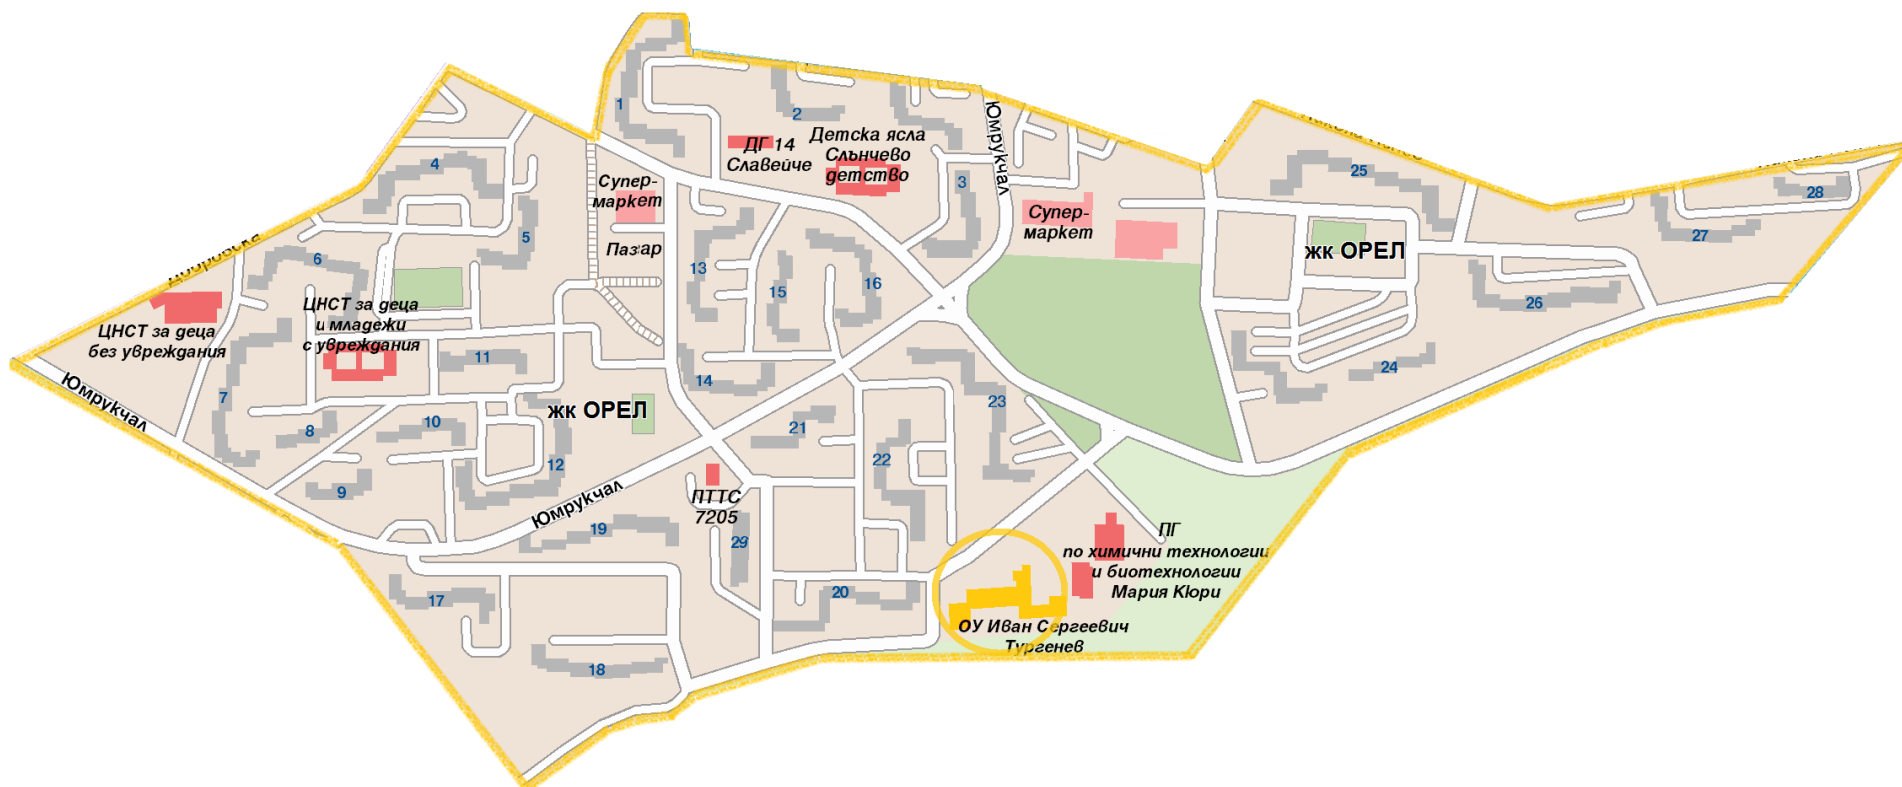 1
2
ДГ 14
Славейче
Детска ясла
Слънчево
детство
Юмрукчал
3
4
5
6
Супер-
маркет
Пазар
13
14
15
16
Супер-
маркет
25
жк ОРЕЛ
28
27
26
24
ЦНСТ за деца
без увреждания
ЦНСТ за деца
и младежи
с увреждания
Юмрукчал
7
8
9
10
11
12
жк ОРЕЛ
21
22
23
ПТТС
7205
Юмрукчал
19
29
17
18
20
ПГ
по химични технологии
и биотехнологии
Мария Кюри
ОУ Иван Сергеевич
Тургенев